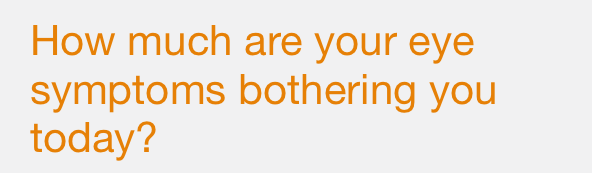 How much are your eye
symptoms bothering you
today?